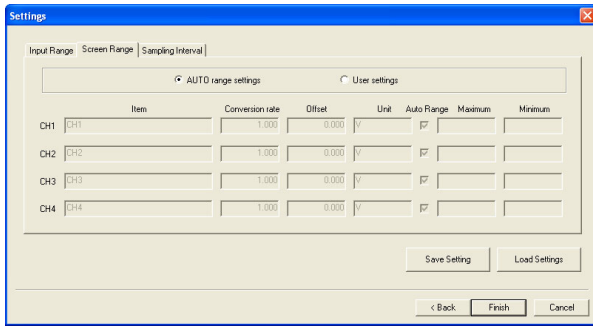 Settings
Input Range Screen Range Sampling Interval
AUTO range settings User settings
Item Conversion rate Offset Unit Auto Range Maximum Minimum
CH1 CH1 1.000 0.000 V
CH2 CH2 1.000 0.000 V
CH3 CH3 1.000 0.000 V
CH4 CH4 1.000 0.000 V
Save Setting Load Settings
< Back Finish Cancel